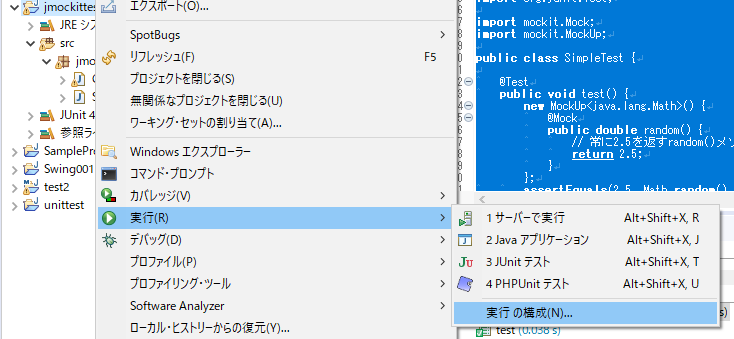 jmockittest
JRE シス
src
jmo
JUnit 4
参照ライ
SamplePro
Swing001
test2
unittest
エクスポート(O)...
SpotBugs
リフレッシュ(F) F5
プロジェクトを閉じる(S)
無関係なプロジェクトを閉じる(U)
ワーキング・セットの割り当て(A)...
Windows エクスプローラー
コマンド・プロンプト
カバレッジ(V)
実行(R)
デバッグ(D)
プロファイル(P)
プロファイリング・ツール
Software Analyzer
ローカル・ヒストリーからの復元(Y)...
import mockit.Mock;
import mockit.MockUp;
public class SimpleTest {
@Test
public void test() {
new MockUp<java.lang.Math>() {
@Mock
public double random() {
// 常に2.5を返すrandom()メソ
return 2.5;
}
};
assertEquals(2.5, Math.random()
1 サーバーで実行 Alt+Shift+X, R
2 Java アプリケーション Alt+Shift+X, J
3 JUnit テスト Alt+Shift+X, T
4 PHPUnit テスト Alt+Shift+X, U
実行 の構成(N)...
test (0.038 s)